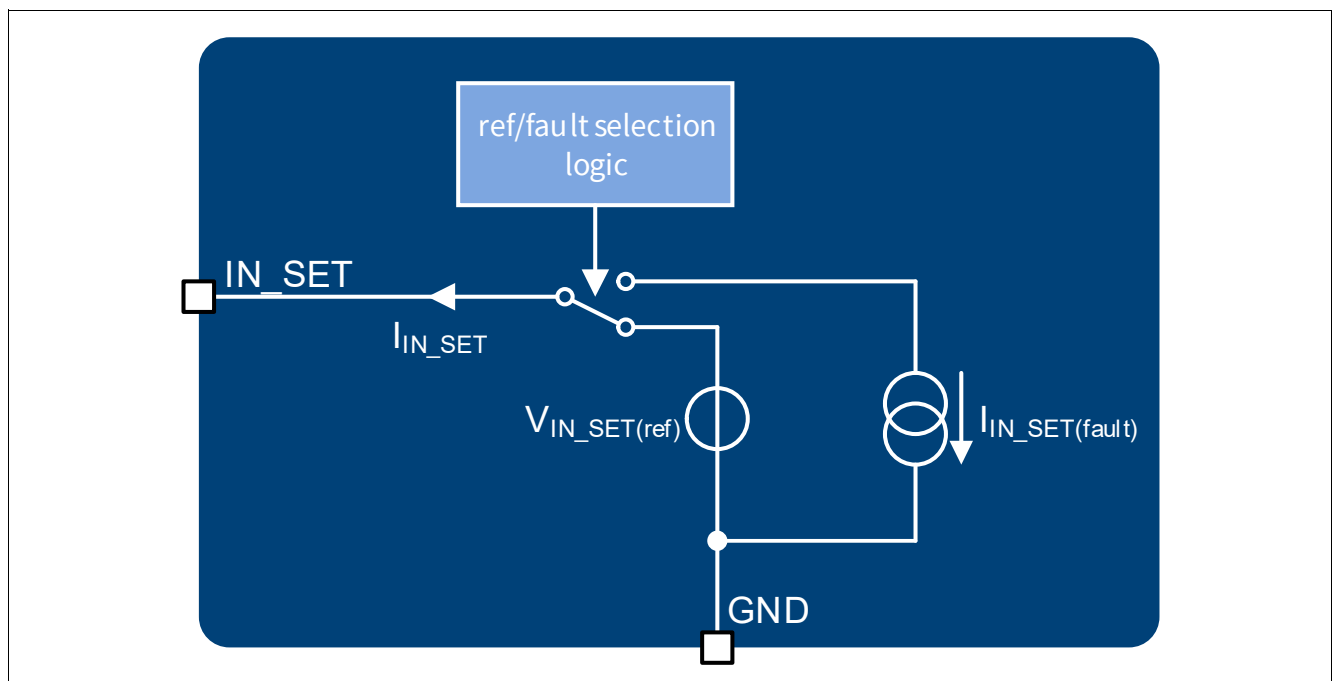 ref/fault selection
logic
IN_SET
I_IN_SET
V_IN_SET(ref)
I_IN_SET(fault)
GND